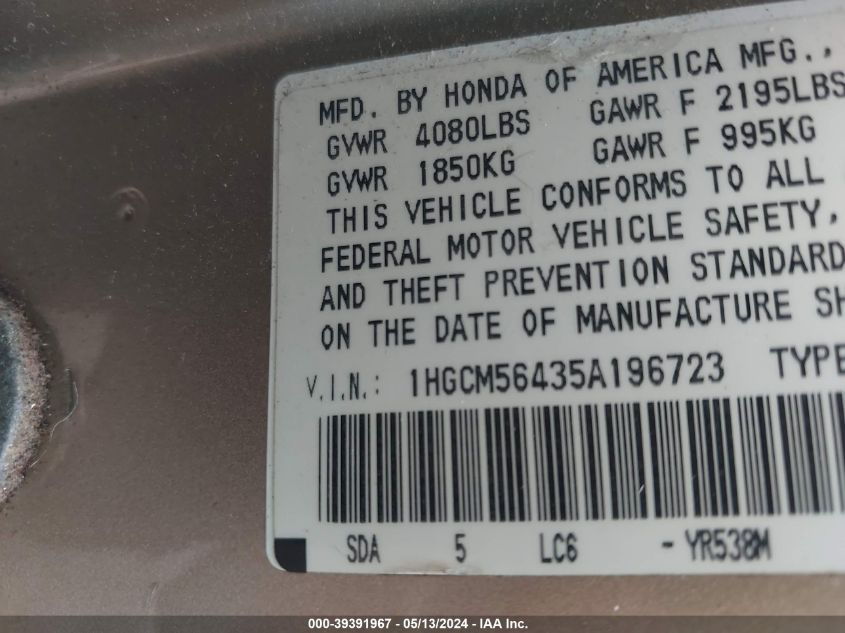 MFD. BY HONDA OF AMERICA MFG.,
GVWR 4080LBS GAWR F 2195LBS
GVWR 1850KG GAWR F 995KG
THIS VEHICLE CONFORMS TO ALL
FEDERAL MOTOR VEHICLE SAFETY,
AND THEFT PREVENTION STANDARD
ON THE DATE OF MANUFACTURE SH
V.I.N.: 1HGCM56435A196723 TYPE
SDA 5 LC6 - YR538M
000-39391967 - 05/13/2024 - IAA Inc.